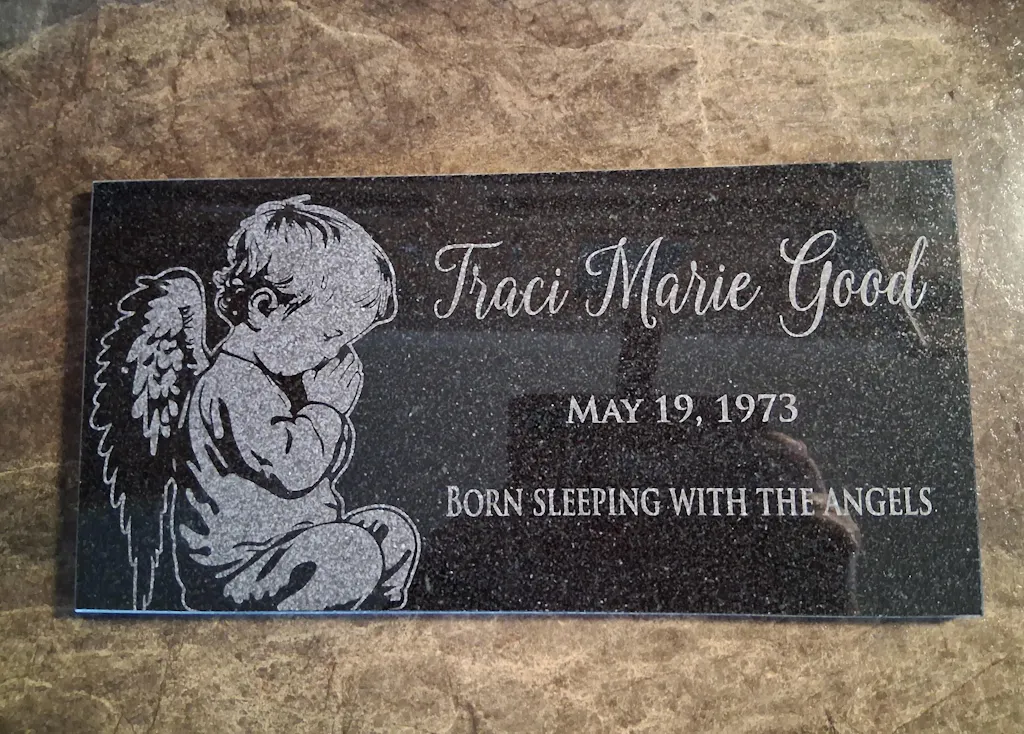 Traci Marie Good
MAY 19, 1973
BORN SLEEPING WITH THE ANGELS